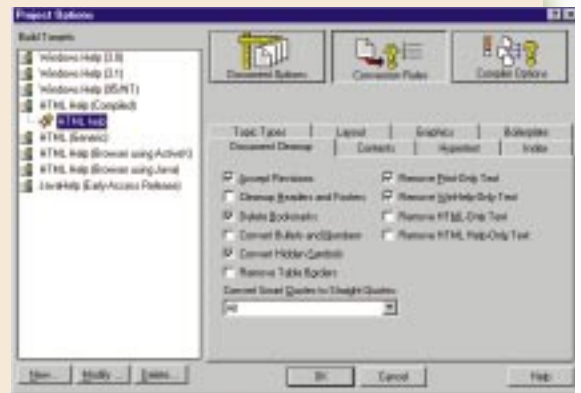 Project Options
Build Targets
Windows Help (3.0)
Windows Help (3.1)
Windows Help (95/NT)
HTML Help (Compiled)
HTML Help
HTML (Generic)
HTML Help (Browser using ActiveX)
HTML Help (Browser using Java)
JavaHelp (Early Access Release)
New...
Modify...
Delete...
Document Options
Conversion Rules
Compiler Options
Topic Types
Layout
Graphics
Boilerplate
Document Cleanup
Contents
Hypertext
Index
Accept Revisions
Cleanup Headers and Footers
Delete Bookmarks
Convert Bullets and Numbers
Convert Hidden Symbols
Remove Table Borders
Remove Print-Only Text
Remove WinHelp-Only Text
Remove HTML-Only Text
Remove HTML Help-Only Text
Convert Smart Quotes to Straight Quotes:
All
OK
Cancel
Help